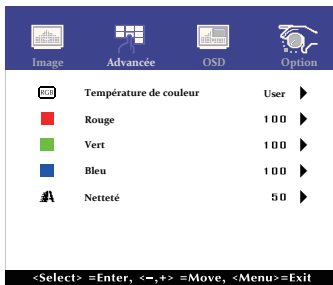 Image Advancée OSD Option
RGB Température de couleur User
Rouge 100
Vert 100
Bleu 100
A Netteté 50
<Select> =Enter, <–,+> =Move, <Menu>=Exit